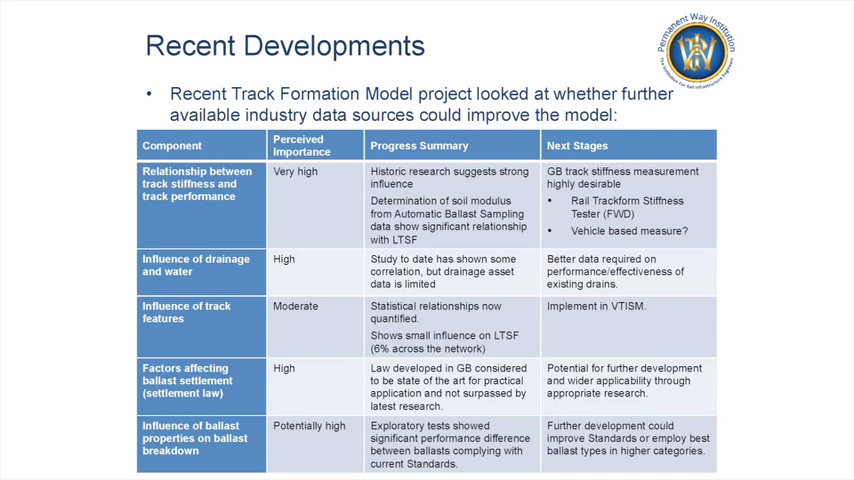 Recent Developments
PERMANENT WAY INSTITUTION
The Institution For Rail Infrastructure Engineers
• Recent Track Formation Model project looked at whether further
available industry data sources could improve the model:
Component
Perceived
Importance
Progress Summary
Next Stages
Relationship between
track stiffness and
track performance
Very high
Historic research suggests strong
influence
Determination of soil modulus
from Automatic Ballast Sampling
data show significant relationship
with LTSF
GB track stiffness measurement
highly desirable
• Rail Trackform Stiffness
Tester (FWD)
• Vehicle based measure?
Influence of drainage
and water
High
Study to date has shown some
correlation, but drainage asset
data is limited
Better data required on
performance/effectiveness of
existing drains.
Influence of track
features
Moderate
Statistical relationships now
quantified.
Shows small influence on LTSF
(6% across the network)
Implement in VTISM.
Factors affecting
ballast settlement
(settlement law)
High
Law developed in GB considered
to be state of the art for practical
application and not surpassed by
latest research.
Potential for further development
and wider applicability through
appropriate research.
Influence of ballast
properties on ballast
breakdown
Potentially high
Exploratory tests showed
significant performance difference
between ballasts complying with
current Standards.
Further development could
improve Standards or employ best
ballast types in higher categories.